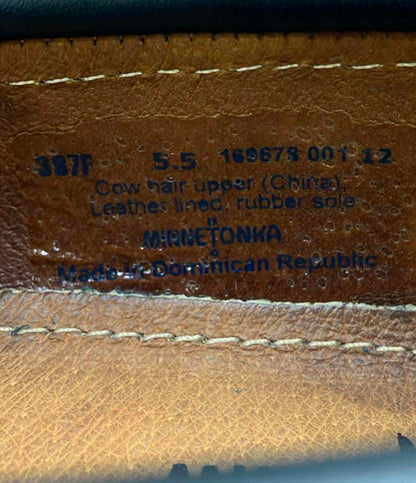 387F 5.5 169678 001 12
Cow hair upper (China),
Leather lined, rubber sole
MINNETONKA
Made in Dominican Republic